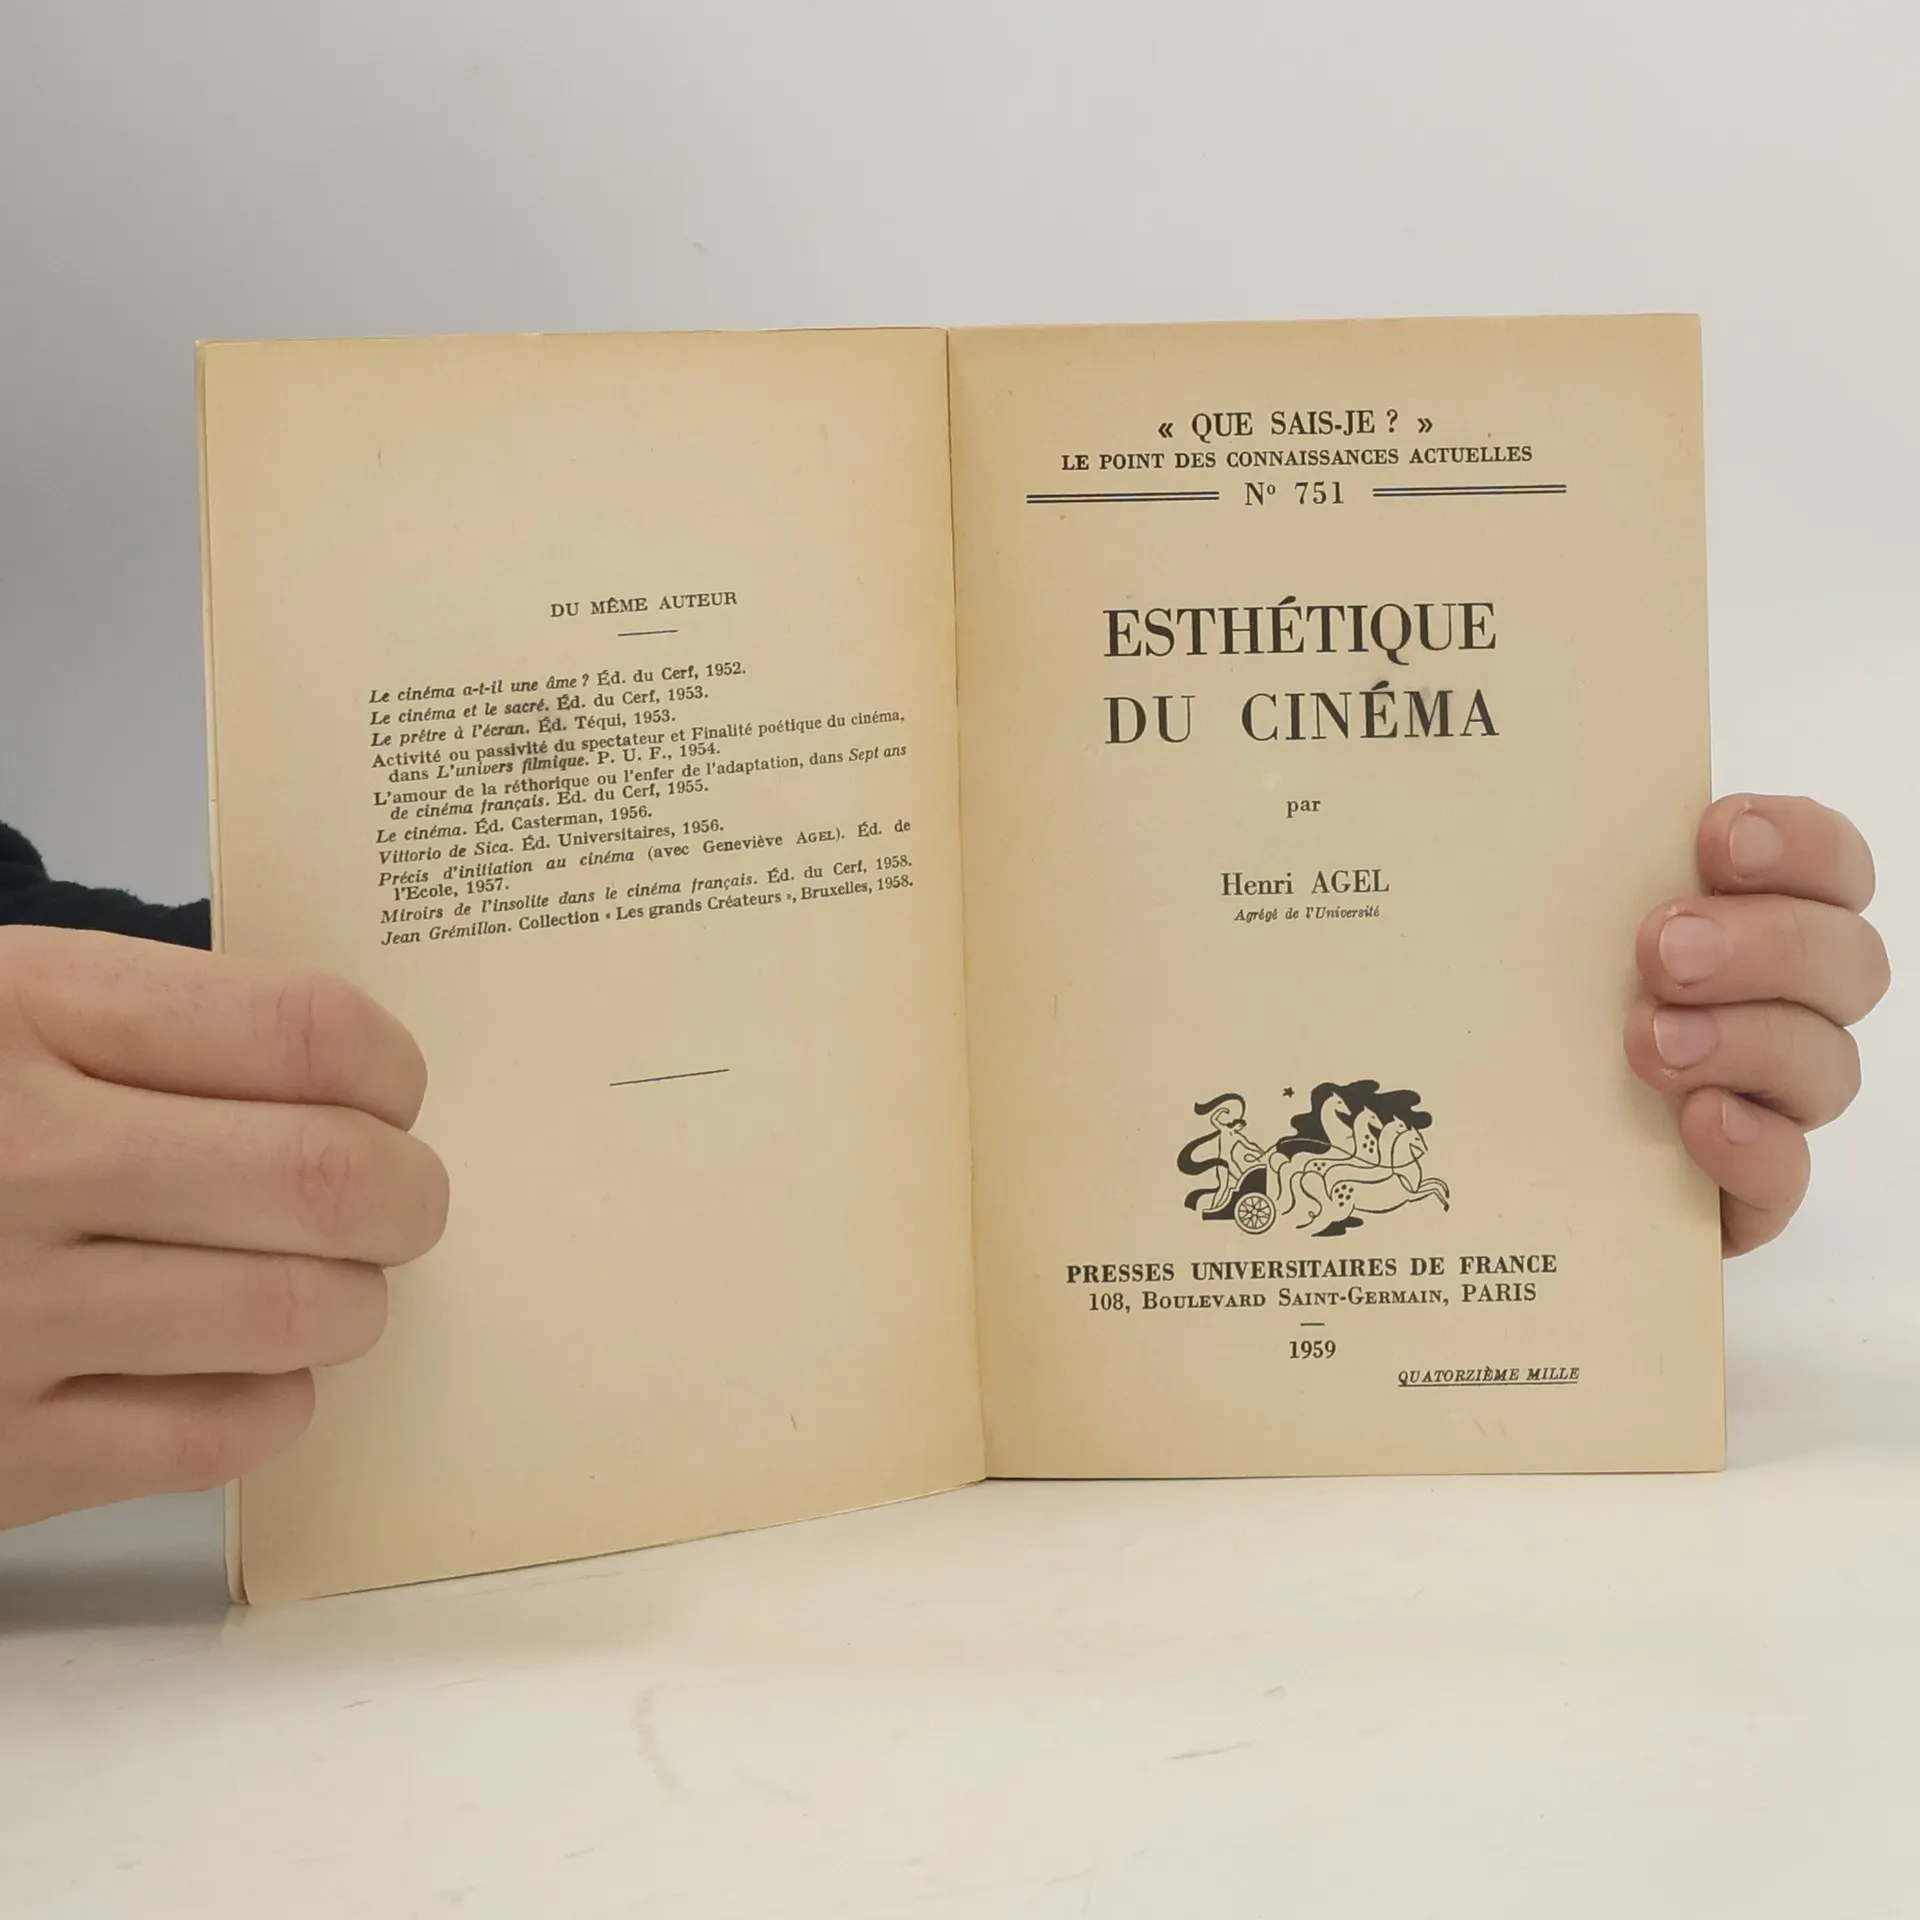 DU MÊME AUTEUR
Le cinéma a-t-il une âme ? Éd. du Cerf, 1952.
Le cinéma et le sacré. Éd. du Cerf, 1953.
Le prêtre à l'écran. Éd. Téqui, 1953.
Activité ou passivité du spectateur et Finalité poétique du cinéma,
dans L'univers filmique. P. U. F., 1954.
L'amour de la réthorique ou l'enfer de l'adaptation, dans Sept ans
de cinéma français. Éd. du Cerf, 1955.
Le cinéma. Éd. Casterman, 1956.
Vittorio de Sica. Éd. Universitaires, 1956.
Précis d'initiation au cinéma (avec Geneviève AGEL). Éd. de
l'Ecole, 1957.
Miroirs de l'insolite dans le cinéma français. Éd. du Cerf, 1958.
Jean Grémillon. Collection « Les grands Créateurs », Bruxelles, 1958.
« QUE SAIS-JE ? »
LE POINT DES CONNAISSANCES ACTUELLES
Nº 751
ESTHÉTIQUE
DU CINÉMA
par
Henri AGEL
Agrégé de l'Université
PRESSES UNIVERSITAIRES DE FRANCE
108, BOULEVARD SAINT-GERMAIN, PARIS
1959
QUATORZIÈME MILLE